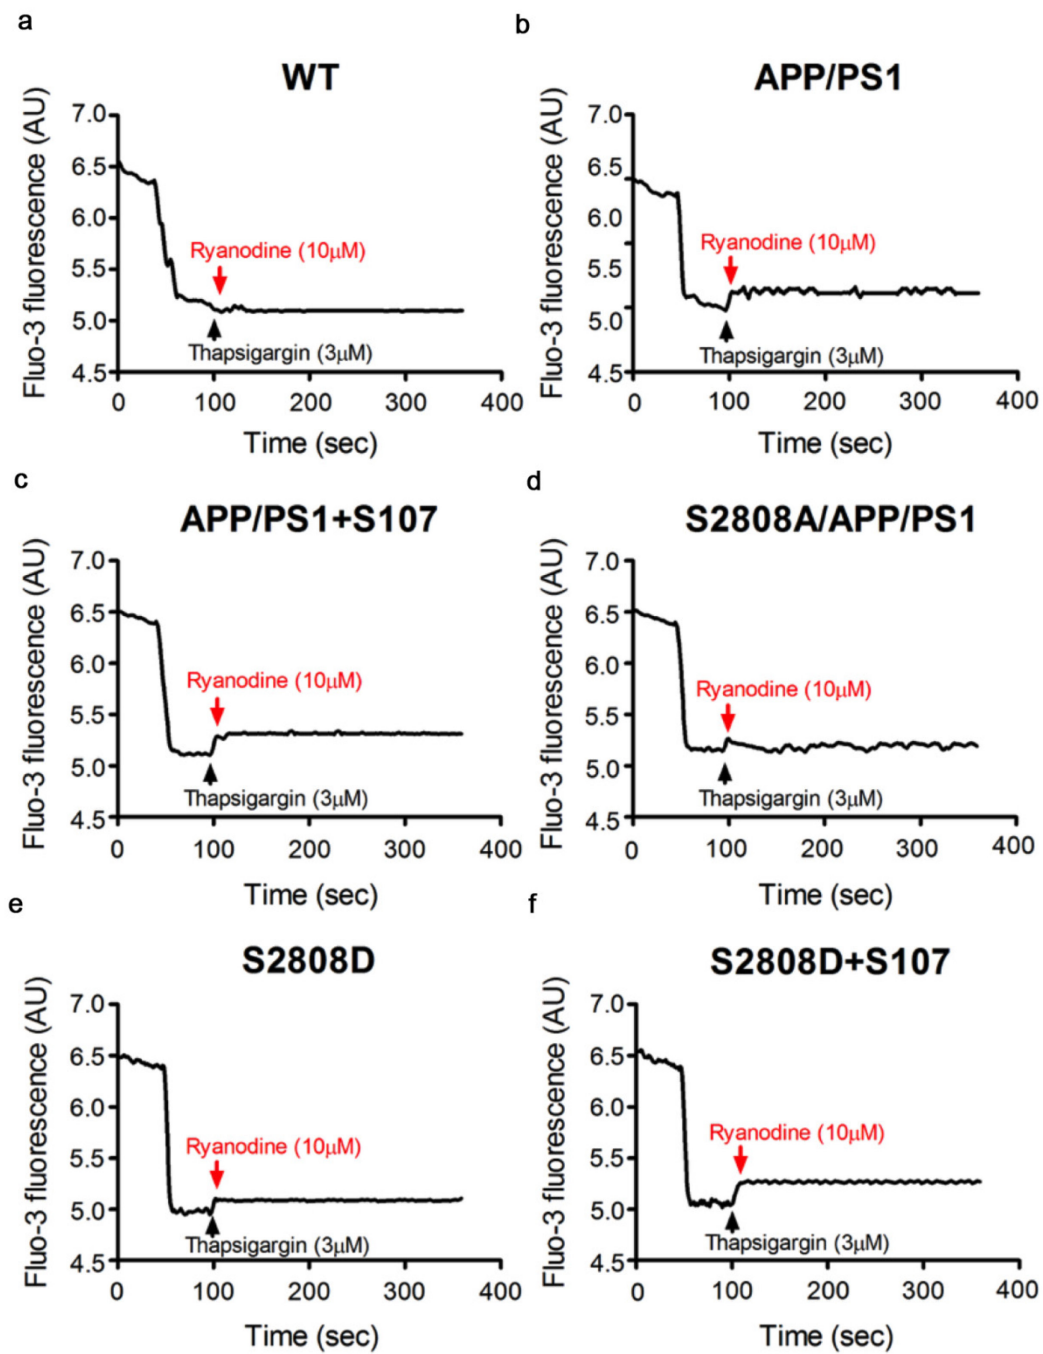 a
WT
Fluo-3 fluorescence (AU)
7.0
6.5
6.0
5.5
5.0
4.5
Ryanodine (10μM)
Thapsigargin (3μM)
0 100 200 300 400
Time (sec)
b
APP/PS1
Fluo-3 fluorescence (AU)
7.0
6.5
6.0
5.5
5.0
4.5
Ryanodine (10μM)
Thapsigargin (3μM)
0 100 200 300 400
Time (sec)
c
APP/PS1+S107
Fluo-3 fluorescence (AU)
7.0
6.5
6.0
5.5
5.0
4.5
Ryanodine (10μM)
Thapsigargin (3μM)
0 100 200 300 400
Time (sec)
d
S2808A/APP/PS1
Fluo-3 fluorescence (AU)
7.0
6.5
6.0
5.5
5.0
4.5
Ryanodine (10μM)
Thapsigargin (3μM)
0 100 200 300 400
Time (sec)
e
S2808D
Fluo-3 fluorescence (AU)
7.0
6.5
6.0
5.5
5.0
4.5
Ryanodine (10μM)
Thapsigargin (3μM)
0 100 200 300 400
Time (sec)
f
S2808D+S107
Fluo-3 fluorescence (AU)
7.0
6.5
6.0
5.5
5.0
4.5
Ryanodine (10μM)
Thapsigargin (3μM)
0 100 200 300 400
Time (sec)